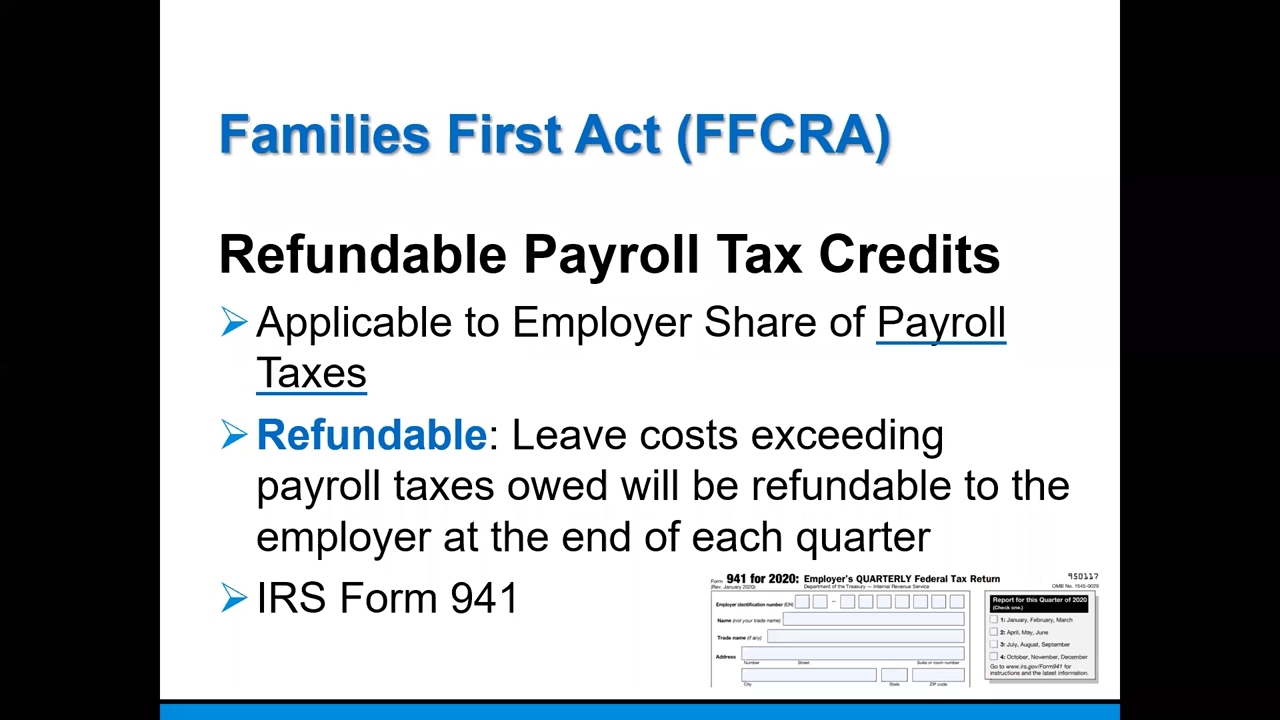 Families First Act (FFCRA)
Refundable Payroll Tax Credits
Applicable to Employer Share of Payroll
Taxes
Refundable: Leave costs exceeding
payroll taxes owed will be refundable to the
employer at the end of each quarter
IRS Form 941
Form 941 for 2020: Employer's QUARTERLY Federal Tax Return
(Rev. January 2020) Department of the Treasury — Internal Revenue Service
950117
OMB No. 1545-0029
Employer identification number (EIN) –
Name (not your trade name)
Trade name (if any)
Address
Number Street Suite or room number
City State ZIP code
Report for this Quarter of 2020
(Check one.)
1: January, February, March
2: April, May, June
3: July, August, September
4: October, November, December
Go to www.irs.gov/Form941 for
instructions and the latest information.